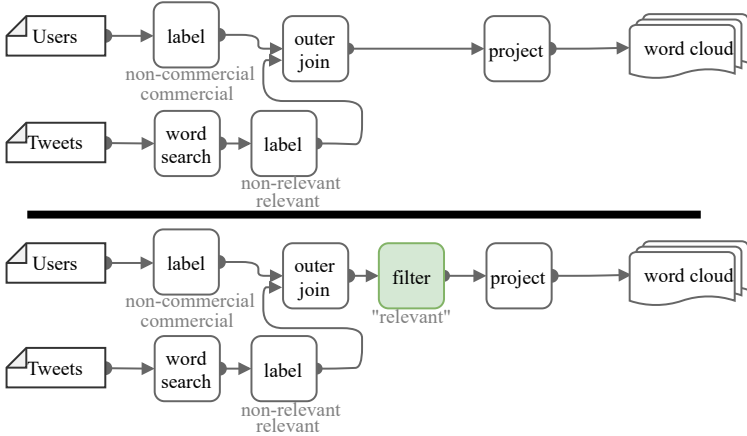 Users
label
non-commercial
commercial
outer
join
project
word cloud
Tweets
word
search
label
non-relevant
relevant
Users
label
non-commercial
commercial
outer
join
filter
"relevant"
project
word cloud
Tweets
word
search
label
non-relevant
relevant